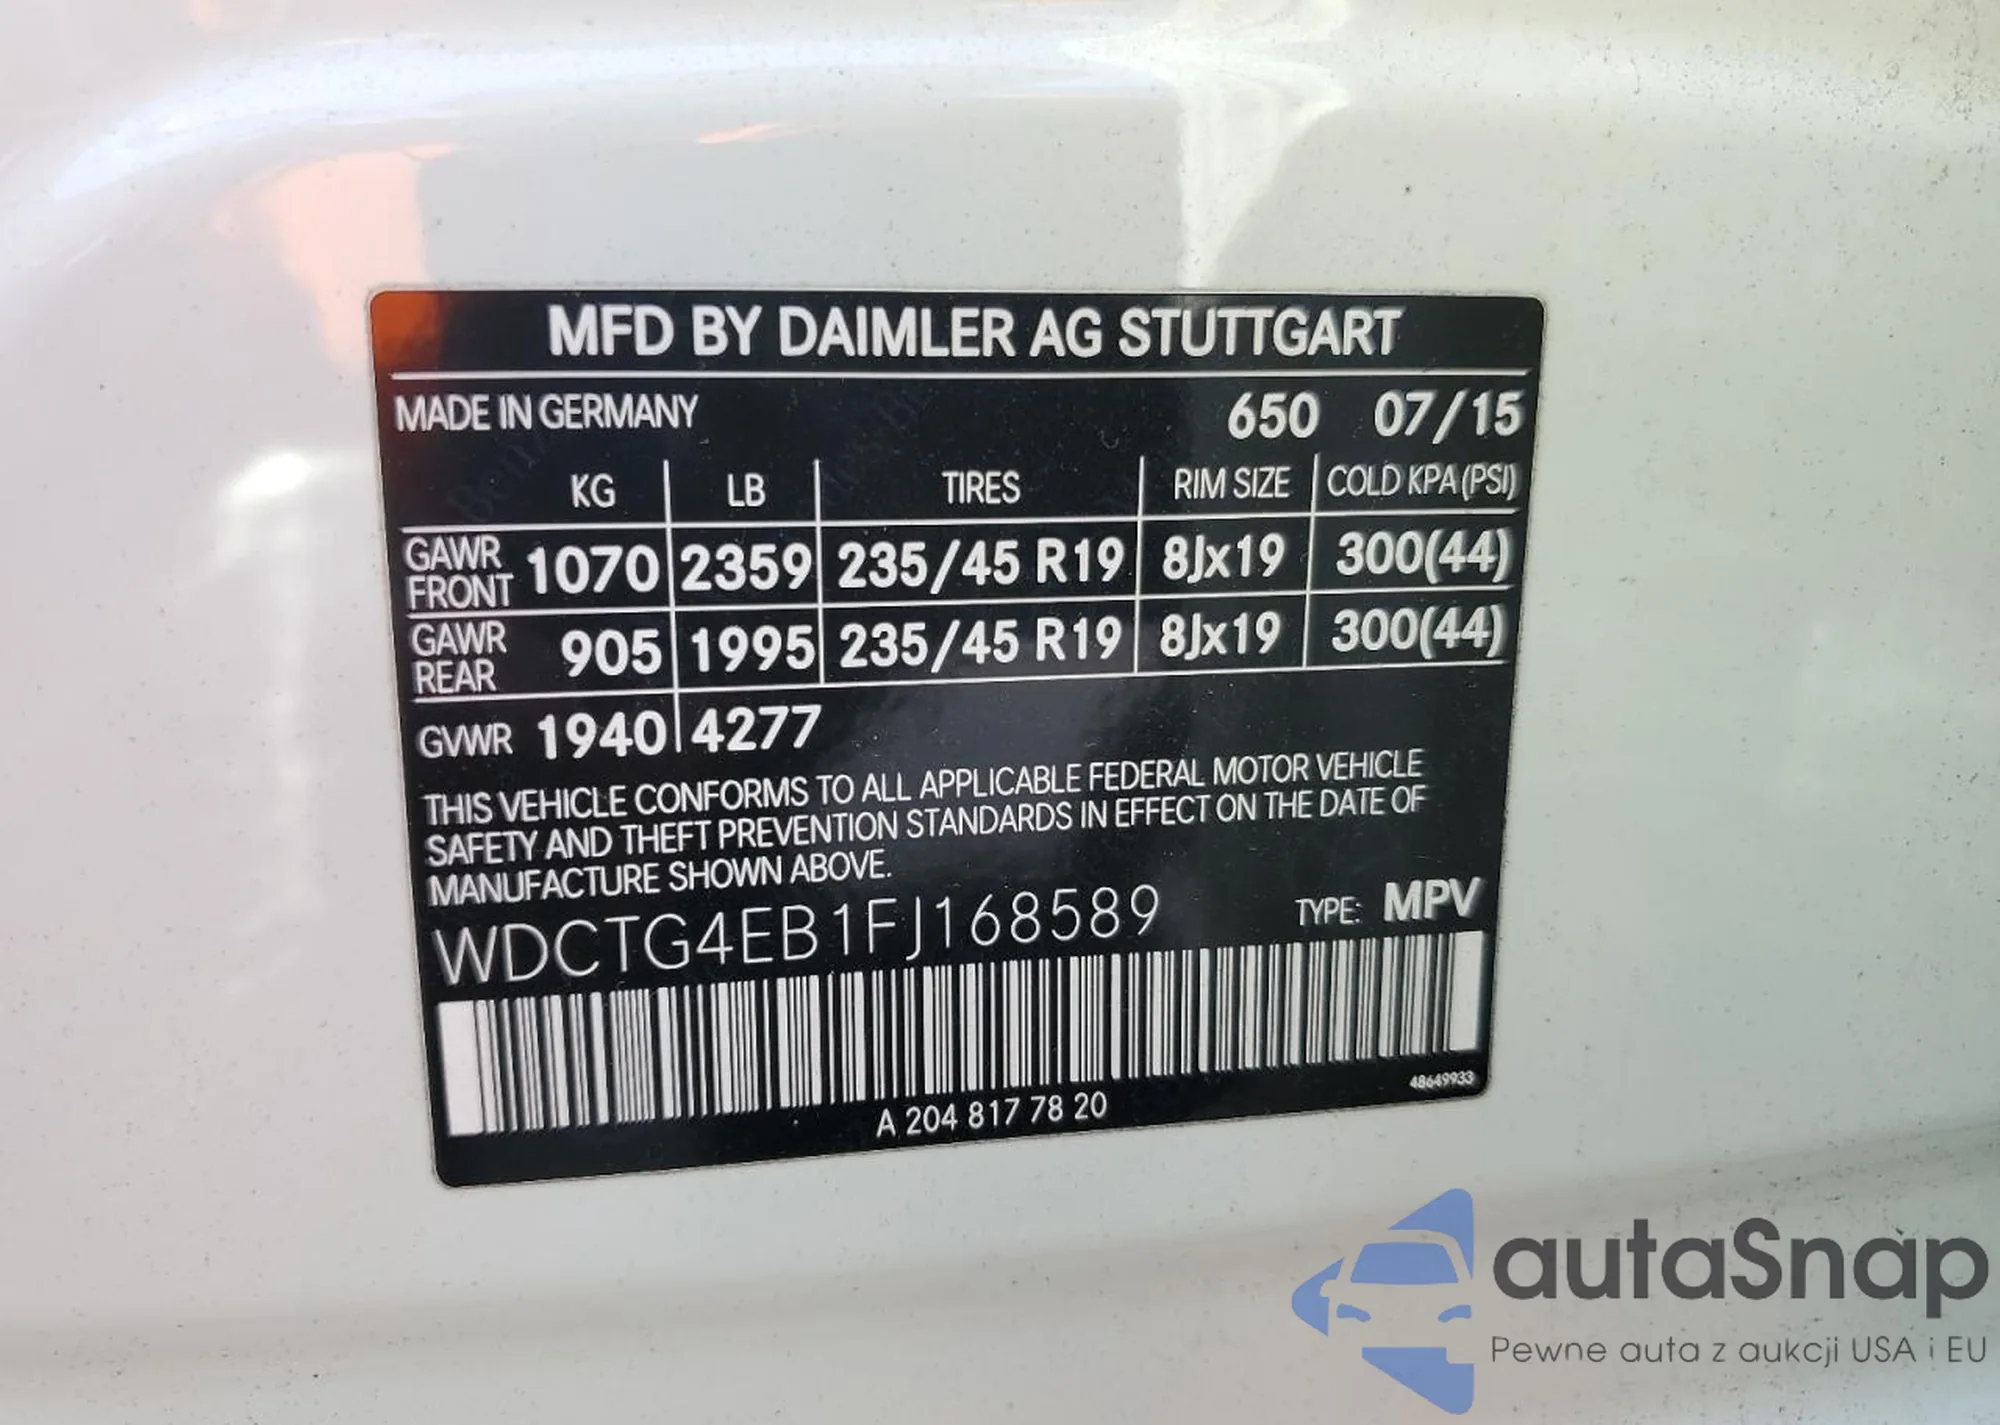 MFD BY DAIMLER AG STUTTGART
MADE IN GERMANY 650 07/15
KG LB TIRES RIM SIZE COLD KPA (PSI)
GAWR FRONT 1070 2359 235/45 R19 8Jx19 300(44)
GAWR REAR 905 1995 235/45 R19 8Jx19 300(44)
GVWR 1940 4277
THIS VEHICLE CONFORMS TO ALL APPLICABLE FEDERAL MOTOR VEHICLE
SAFETY AND THEFT PREVENTION STANDARDS IN EFFECT ON THE DATE OF
MANUFACTURE SHOWN ABOVE.
WDCTG4EB1FJ168589 TYPE: MPV
48649933
A 204 817 78 20
autaSnap
Pewne auta z aukcji USA i EU